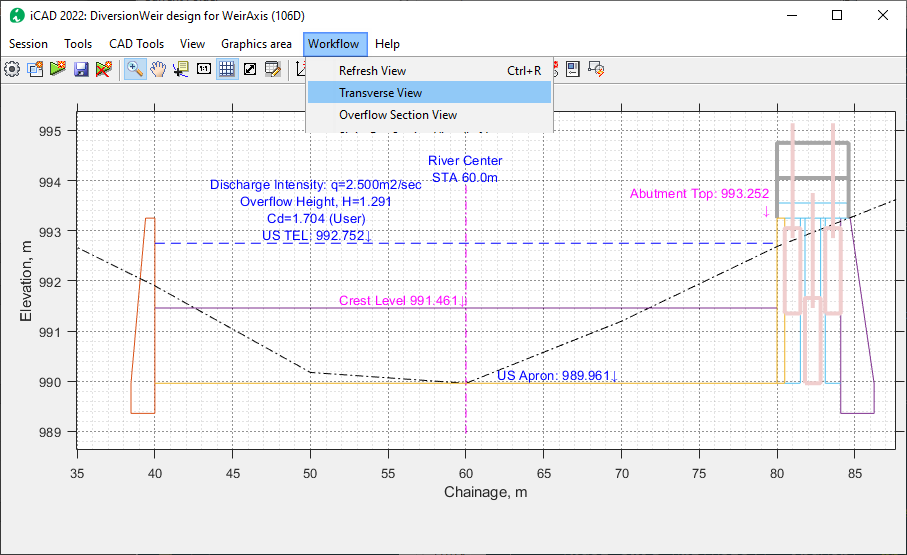 iCAD 2022: DiversionWeir design for WeirAxis (106D)
Session Tools CAD Tools View Graphics area Workflow Help
1:1
Refresh View Ctrl+R
Transverse View
Overflow Section View
River Center
STA 60.0m
Discharge Intensity: q=2.500m2/sec
Overflow Height, H=1.291
Cd=1.704 (User)
US TEL: 992.752↓
Abutment Top: 993.252
↓
Crest Level 991.461↓
US Apron: 989.961↓
995
994
993
992
991
990
989
Elevation, m
35 40 45 50 55 60 65 70 75 80 85
Chainage, m